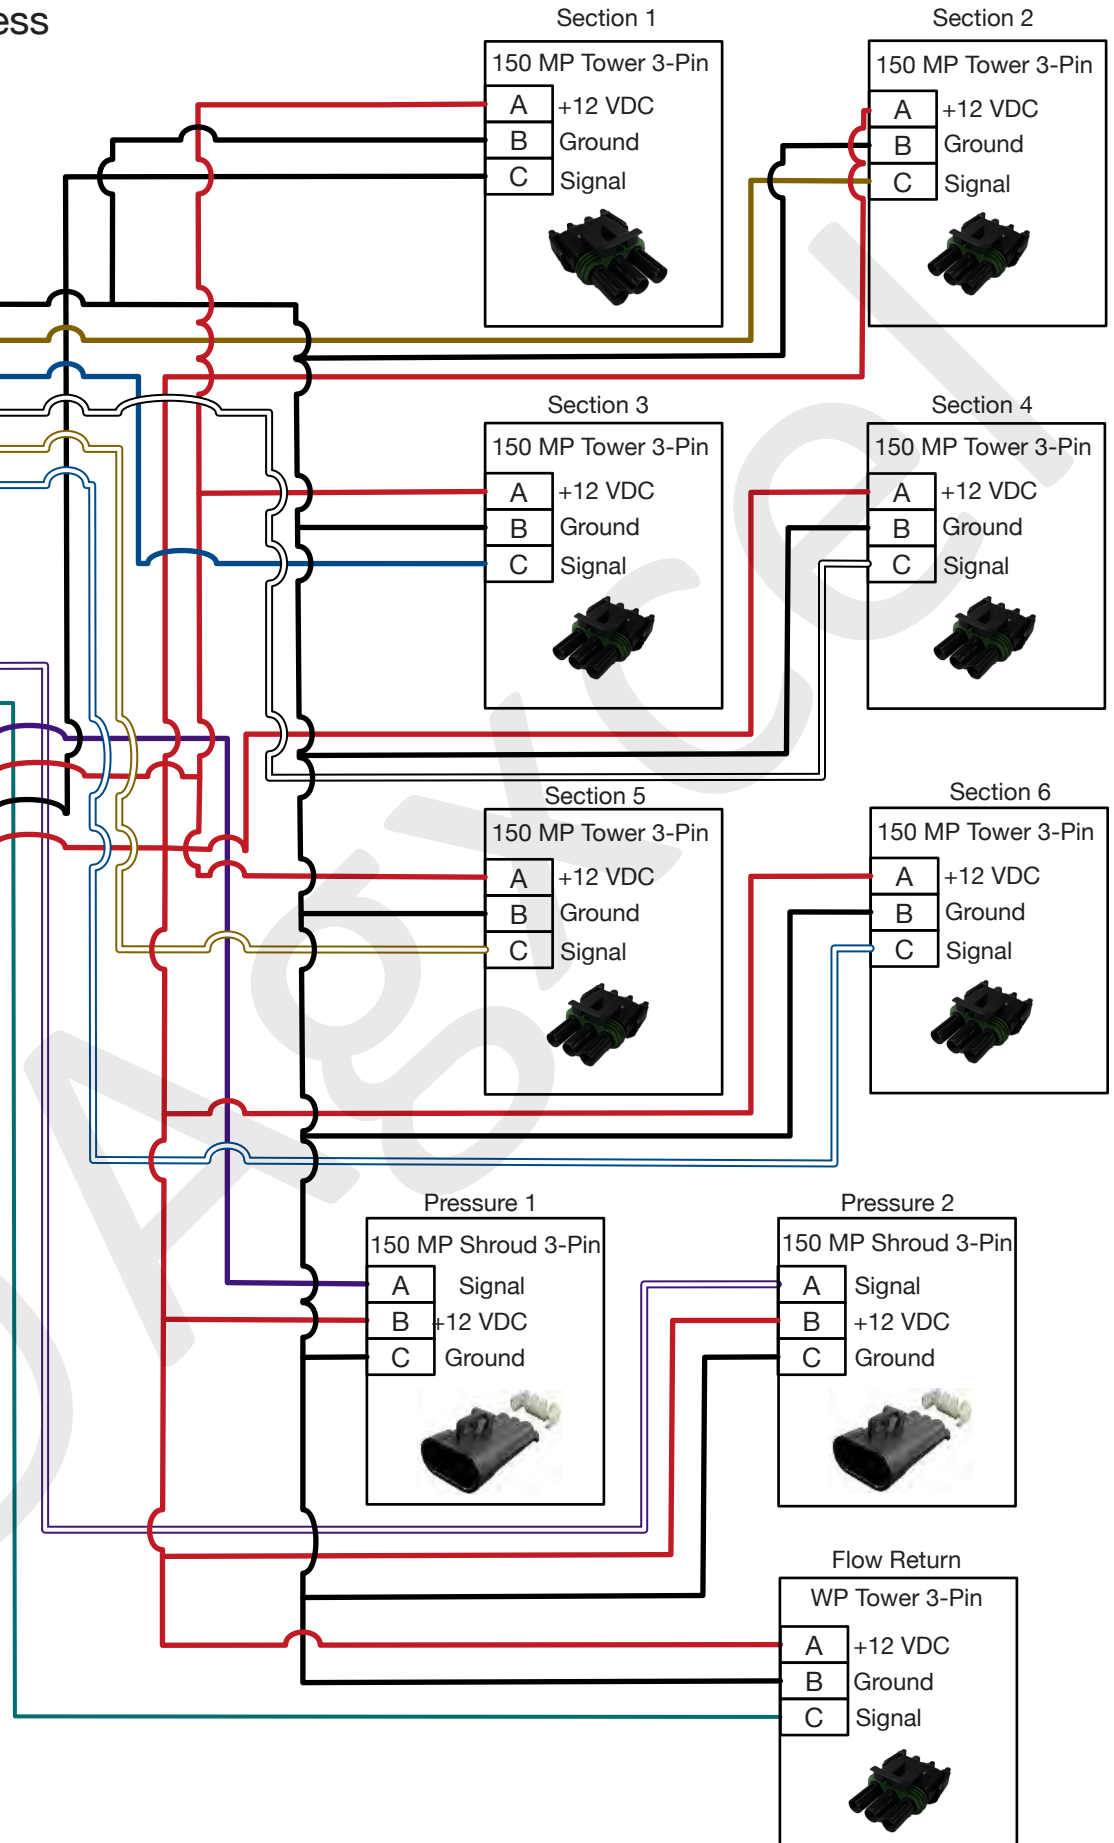 ess
Section 1
150 MP Tower 3-Pin
A +12 VDC
B Ground
C Signal
Section 2
150 MP Tower 3-Pin
A +12 VDC
B Ground
C Signal
Section 3
150 MP Tower 3-Pin
A +12 VDC
B Ground
C Signal
Section 4
150 MP Tower 3-Pin
A +12 VDC
B Ground
C Signal
Section 5
150 MP Tower 3-Pin
A +12 VDC
B Ground
C Signal
Section 6
150 MP Tower 3-Pin
A +12 VDC
B Ground
C Signal
Pressure 1
150 MP Shroud 3-Pin
A Signal
B +12 VDC
C Ground
Pressure 2
150 MP Shroud 3-Pin
A Signal
B +12 VDC
C Ground
Flow Return
WP Tower 3-Pin
A +12 VDC
B Ground
C Signal
Agxcel